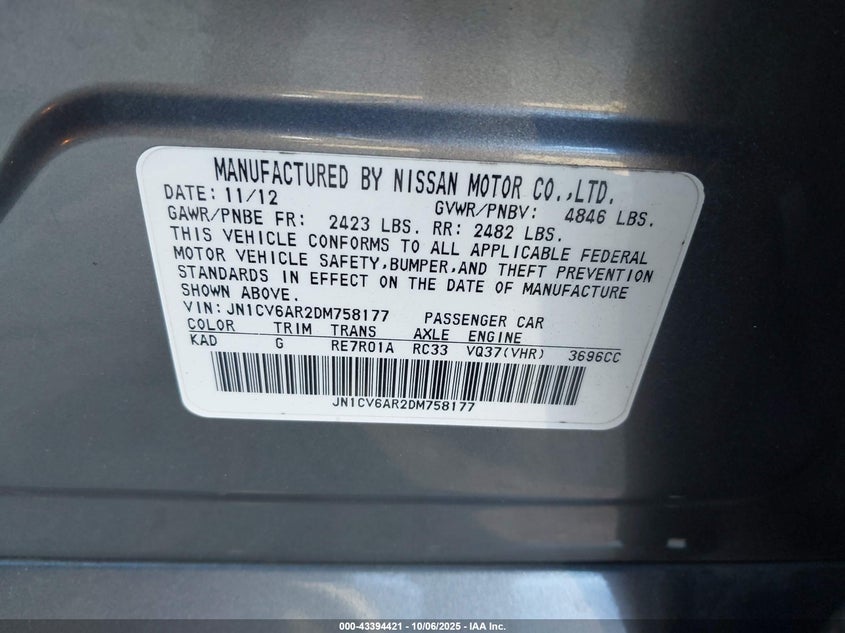 MANUFACTURED BY NISSAN MOTOR CO.,LTD.
DATE: 11/12 GVWR/PNBV: 4846 LBS.
GAWR/PNBE FR: 2423 LBS. RR: 2482 LBS.
THIS VEHICLE CONFORMS TO ALL APPLICABLE FEDERAL
MOTOR VEHICLE SAFETY,BUMPER,AND THEFT PREVENTION
STANDARDS IN EFFECT ON THE DATE OF MANUFACTURE
SHOWN ABOVE.
VIN: JN1CV6AR2DM758177 PASSENGER CAR
COLOR TRIM TRANS AXLE ENGINE
KAD G RE7R01A RC33 VQ37(VHR) 3696CC
JN1CV6AR2DM758177
000-43394421 - 10/06/2025 - IAA Inc.